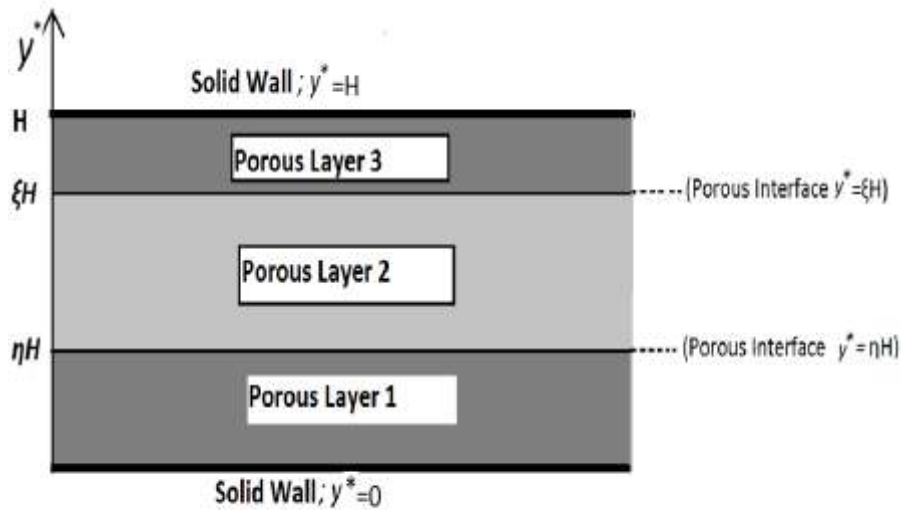 y*
Solid Wall ; y*=H
H
Porous Layer 3
ξH
(Porous Interface y*=ξH)
Porous Layer 2
ηH
(Porous Interface y*=ηH)
Porous Layer 1
Solid Wall; y*=0